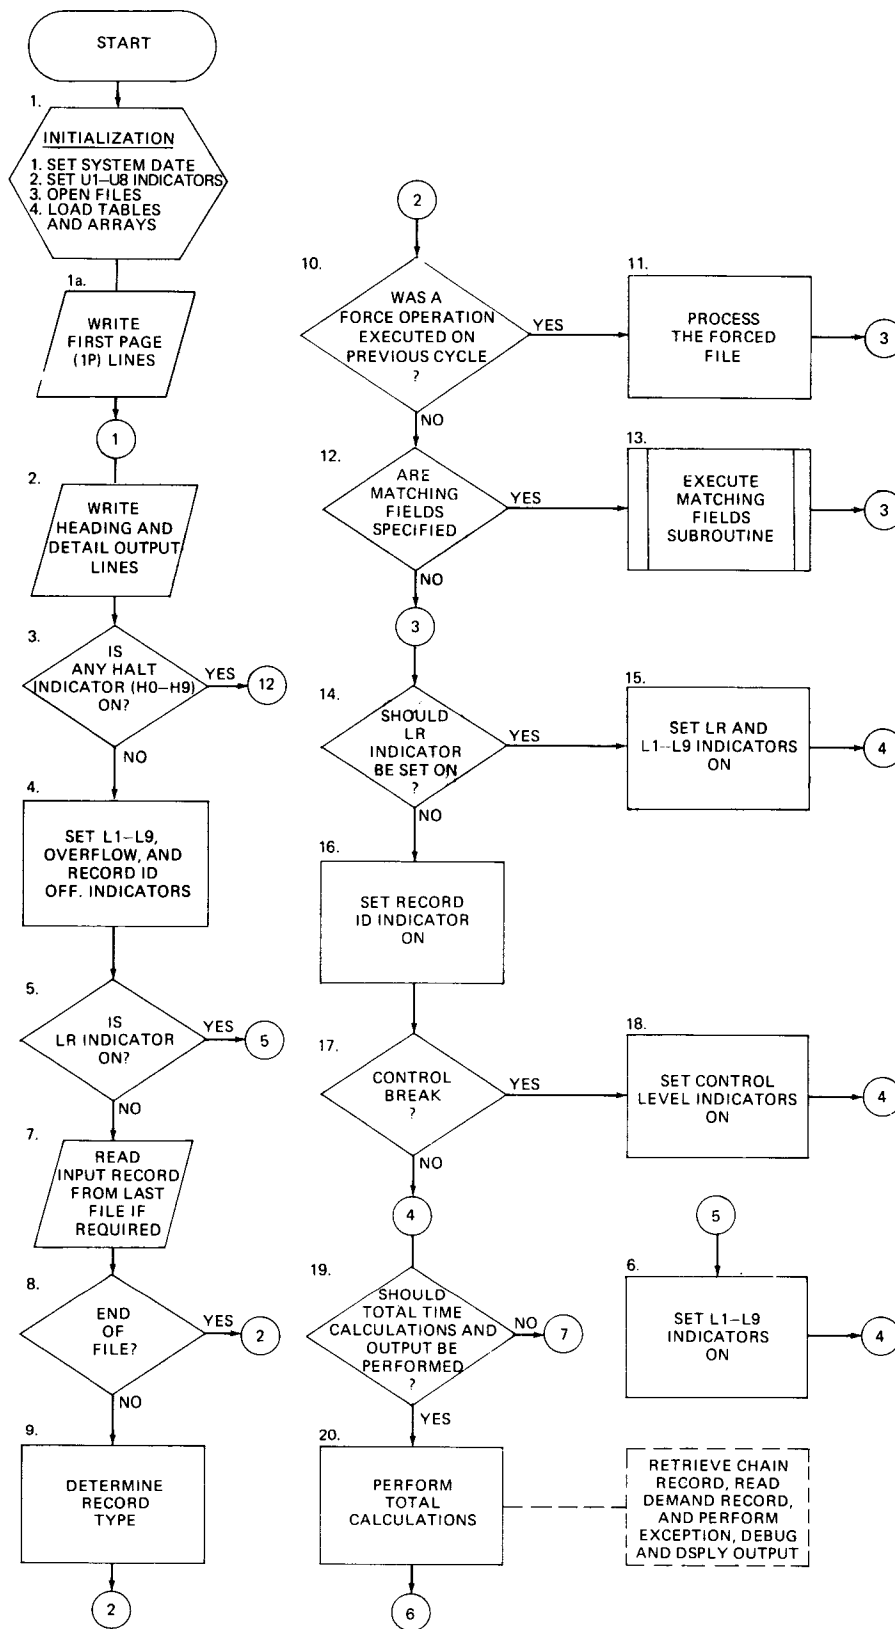 START
1.
INITIALIZATION
1. SET SYSTEM DATE
2. SET U1–U8 INDICATORS
3. OPEN FILES
4. LOAD TABLES
AND ARRAYS
1a.
WRITE
FIRST PAGE
(1P) LINES
1
2.
WRITE
HEADING AND
DETAIL OUTPUT
LINES
3.
IS
ANY HALT
INDICATOR (H0–H9)
ON?
YES
12
NO
4.
SET L1–L9,
OVERFLOW, AND
RECORD ID
OFF. INDICATORS
5.
IS
LR INDICATOR
ON?
YES
5
NO
7.
READ
INPUT RECORD
FROM LAST
FILE IF
REQUIRED
8.
END
OF
FILE?
YES
2
NO
9.
DETERMINE
RECORD
TYPE
2
2
10.
WAS A
FORCE OPERATION
EXECUTED ON
PREVIOUS CYCLE
?
YES
11.
PROCESS
THE FORCED
FILE
3
NO
12.
ARE
MATCHING
FIELDS
SPECIFIED
YES
13.
EXECUTE
MATCHING
FIELDS
SUBROUTINE
3
NO
3
14.
SHOULD
LR
INDICATOR
BE SET ON
?
YES
15.
SET LR AND
L1–L9 INDICATORS
ON
4
NO
16.
SET RECORD
ID INDICATOR
ON
17.
CONTROL
BREAK
?
YES
18.
SET CONTROL
LEVEL INDICATORS
ON
4
NO
4
19.
SHOULD
TOTAL TIME
CALCULATIONS AND
OUTPUT BE
PERFORMED
?
NO
7
YES
5
6.
SET L1–L9
INDICATORS
ON
4
20.
PERFORM
TOTAL
CALCULATIONS
RETRIEVE CHAIN
RECORD, READ
DEMAND RECORD,
AND PERFORM
EXCEPTION, DEBUG
AND DSPLY OUTPUT
6